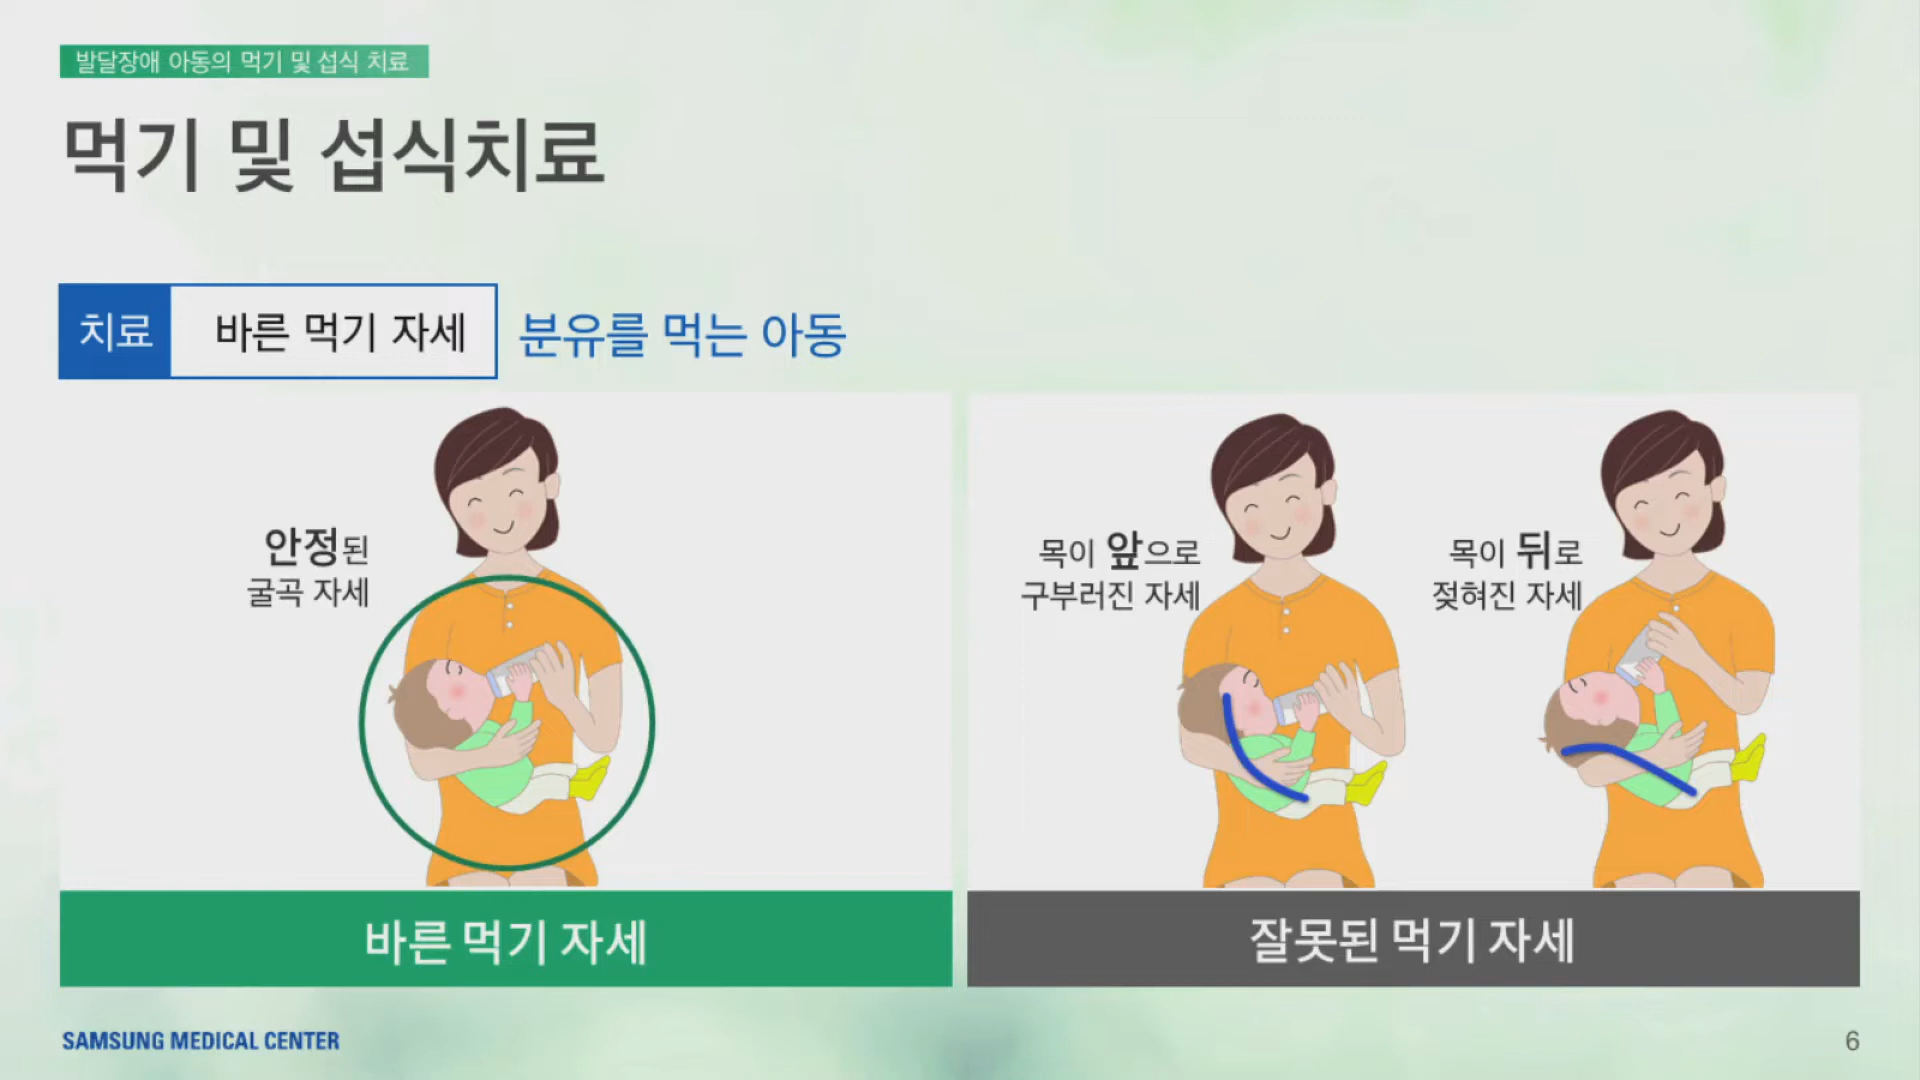 발달장애 아동의 먹기 및 섭식 치료
먹기 및 섭식치료
치료 바른 먹기 자세 분유를 먹는 아동
안정된
굴곡 자세
바른 먹기 자세
목이 앞으로
구부러진 자세
목이 뒤로
젖혀진 자세
잘못된 먹기 자세
SAMSUNG MEDICAL CENTER
6